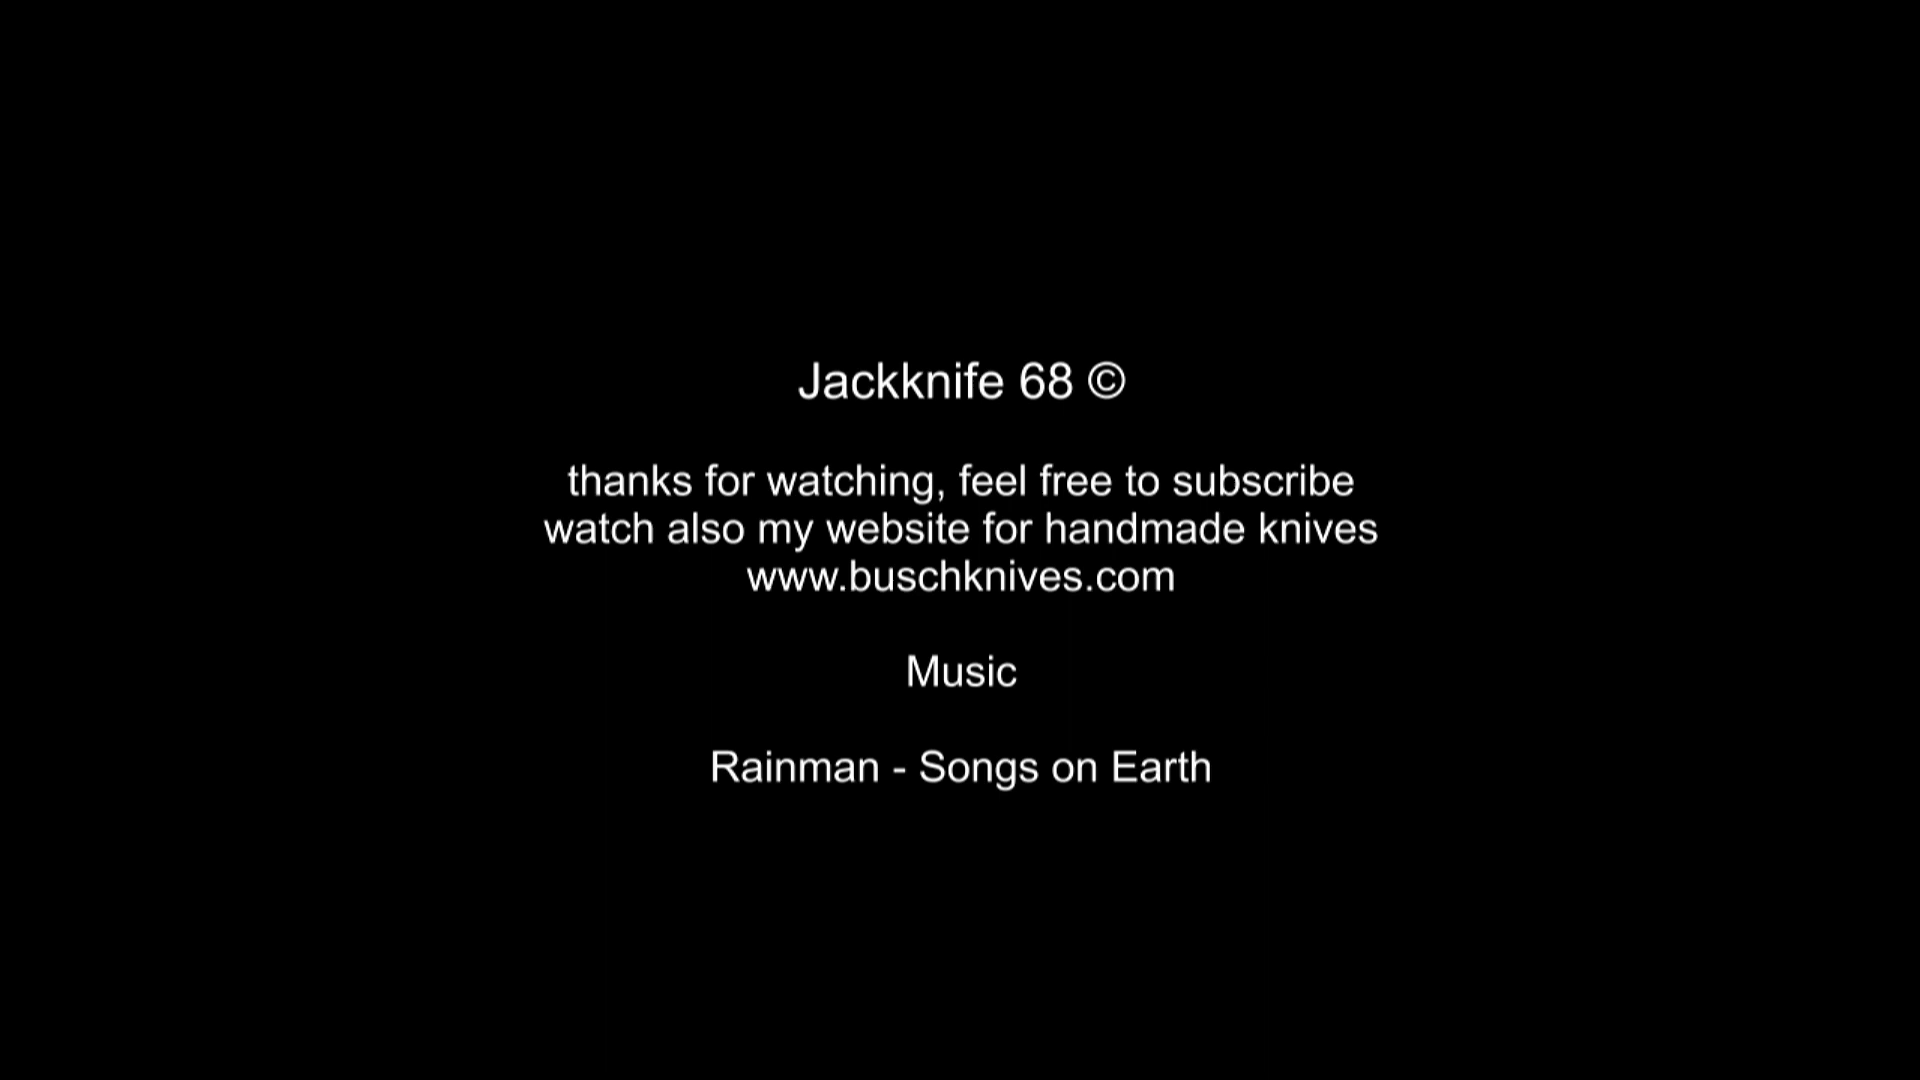 Jackknife 68 ©
thanks for watching, feel free to subscribe
watch also my website for handmade knives
www.buschknives.com
Music
Rainman - Songs on Earth